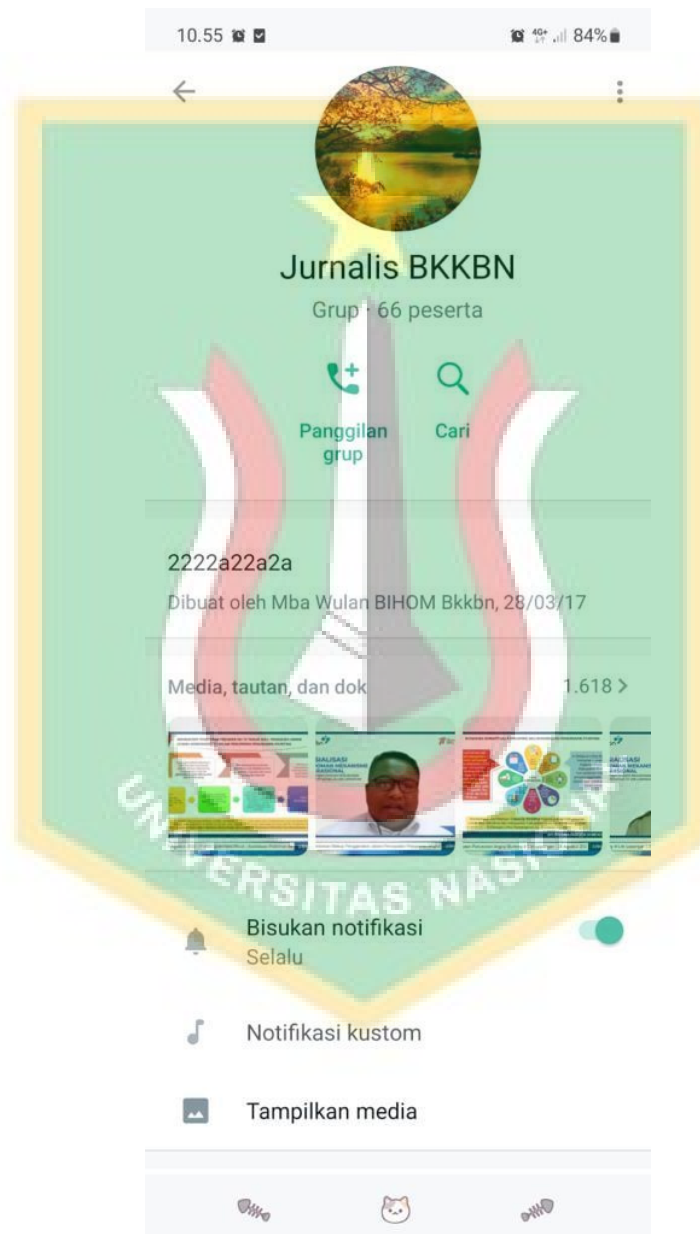 10.55
4G+ 84%
Jurnalis BKKBN
Grup · 66 peserta
Panggilan
grup
Cari
2222a22a2a
Dibuat oleh Mba Wulan BIHOM Bkkbn, 28/03/17
Media, tautan, dan dok
1.618 >
UNIVERSITAS NASIONAL
Bisukan notifikasi
Selalu
Notifikasi kustom
Tampilkan media